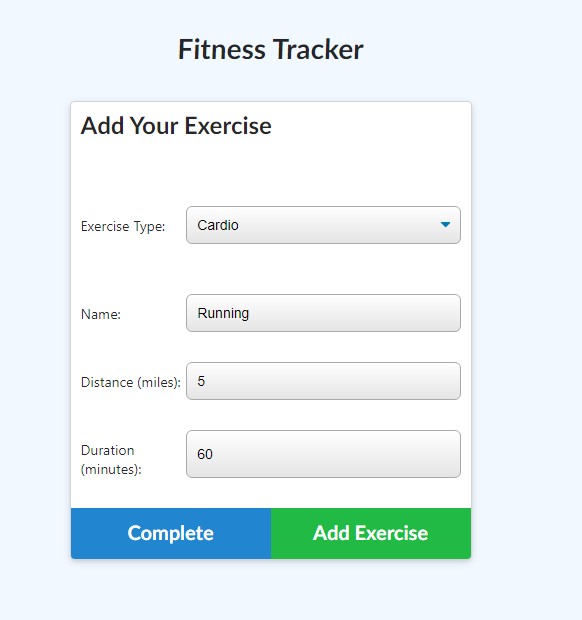 Fitness Tracker
Add Your Exercise
Exercise Type: Cardio
Name: Running
Distance (miles): 5
Duration
(minutes): 60
Complete Add Exercise